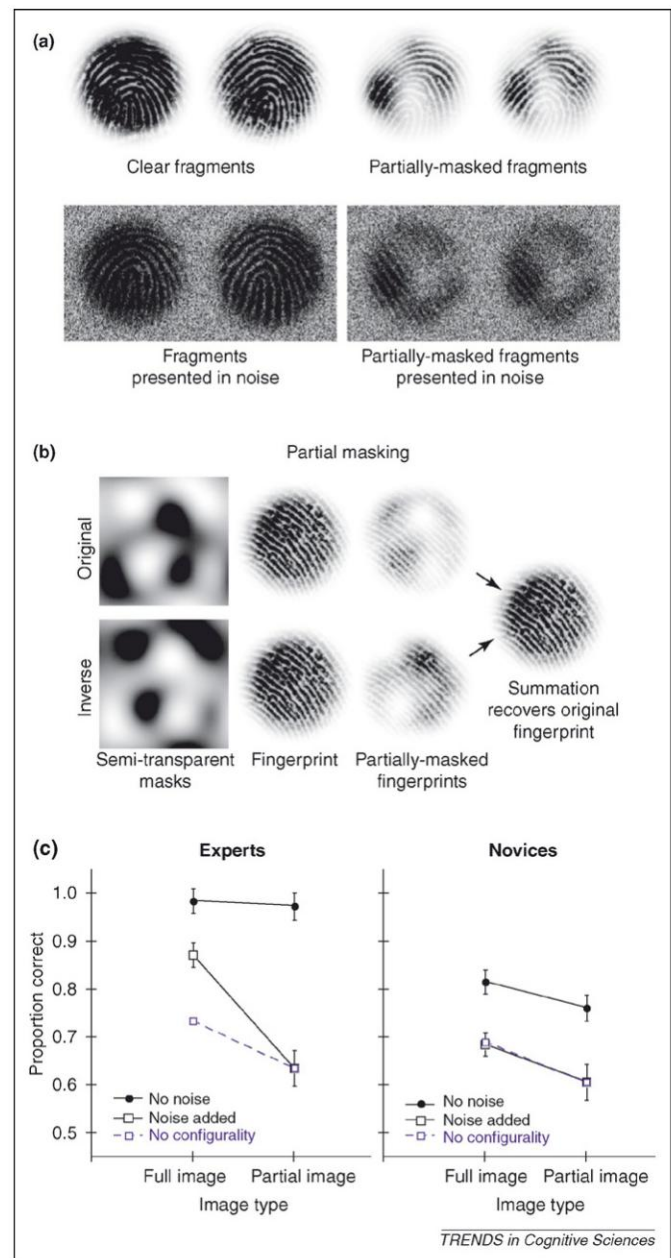 (a)
Clear fragments
Partially-masked fragments
Fragments
presented in noise
Partially-masked fragments
presented in noise
(b)
Partial masking
Original
Inverse
Semi-transparent
masks
Fingerprint
Partially-masked
fingerprints
Summation
recovers original
fingerprint
(c)
Experts
Novices
Proportion correct
1.0
0.9
0.8
0.7
0.6
0.5
No noise
Noise added
No configurality
No noise
Noise added
No configurality
Full image
Partial image
Full image
Partial image
Image type
Image type
TRENDS in Cognitive Sciences